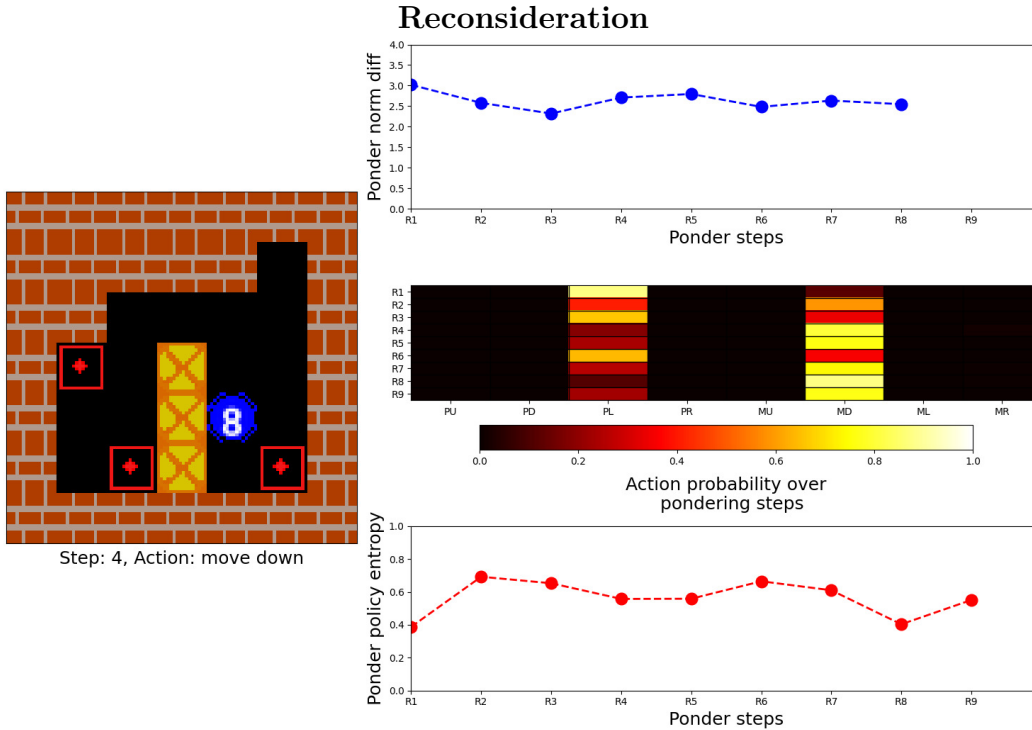 Reconsideration
Ponder norm diff
4.0
3.5
3.0
2.5
2.0
1.5
1.0
0.5
0.0
R1 R2 R3 R4 R5 R6 R7 R8 R9
Ponder steps
8
Step: 4, Action: move down
R1
R2
R3
R4
R5
R6
R7
R8
R9
PU PD PL PR MU MD ML MR
0.0 0.2 0.4 0.6 0.8 1.0
Action probability over
pondering steps
Ponder policy entropy
1.0
0.8
0.6
0.4
0.2
0.0
R1 R2 R3 R4 R5 R6 R7 R8 R9
Ponder steps